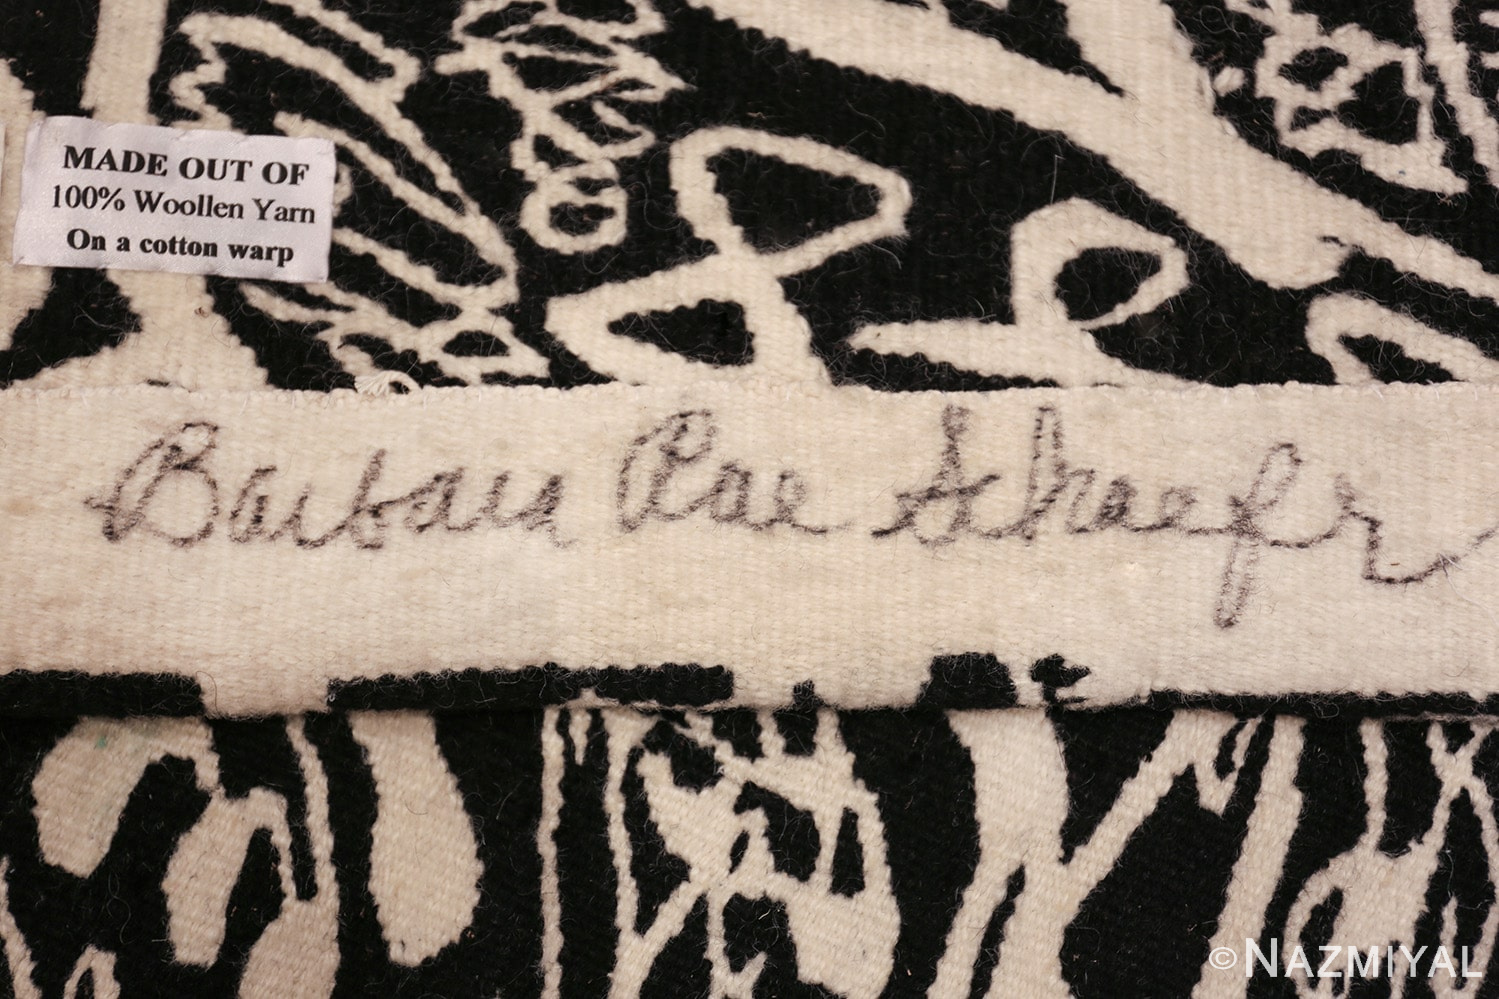 MADE OUT OF
100% Woollen Yarn
On a cotton warp
Barbara Rae Schaefer
© NAZMIYAL